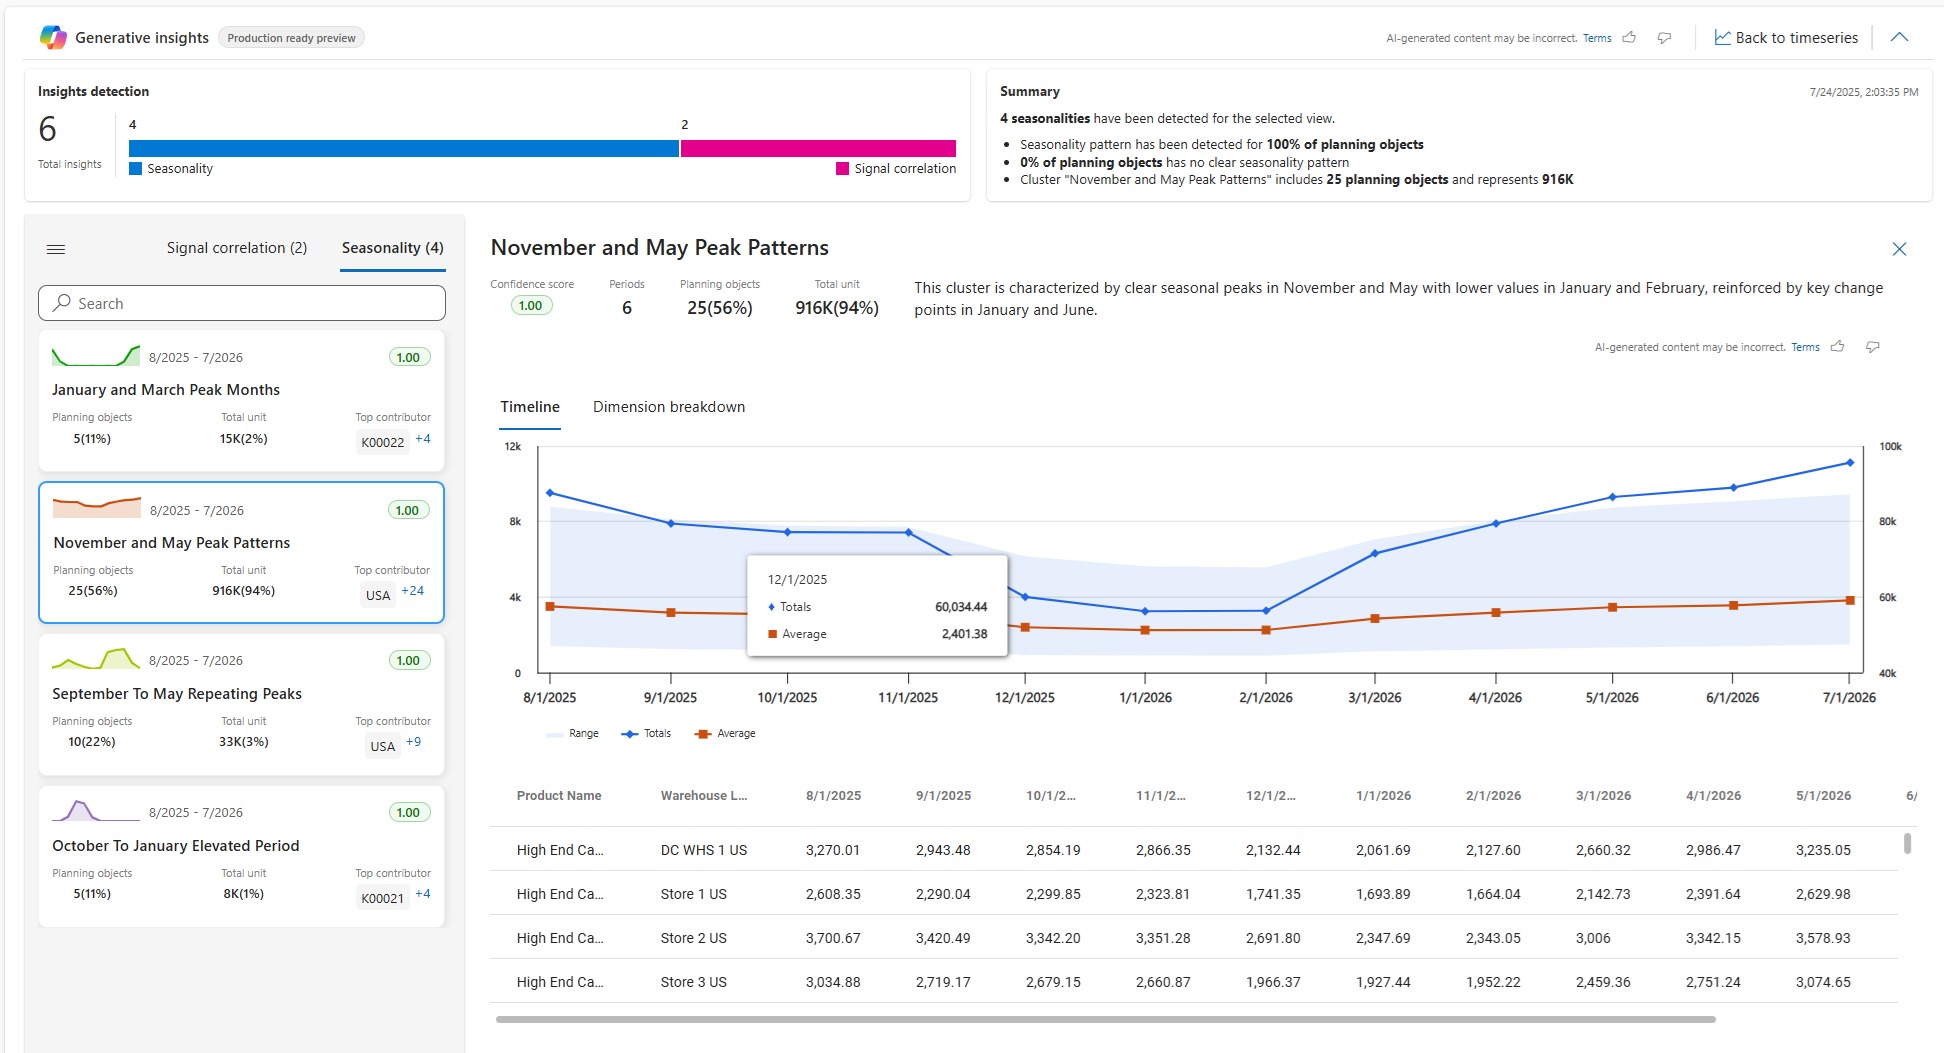 Generative insights
Production ready preview
AI-generated content may be incorrect. Terms
Back to timeseries
Insights detection
6
Total insights
4
2
Seasonality
Signal correlation
Summary
7/24/2025, 2:03:35 PM
4 seasonalities have been detected for the selected view.
• Seasonality pattern has been detected for 100% of planning objects
• 0% of planning objects has no clear seasonality pattern
• Cluster "November and May Peak Patterns" includes 25 planning objects and represents 916K
Signal correlation (2)
Seasonality (4)
Search
8/2025 - 7/2026
1.00
January and March Peak Months
Planning objects Total unit Top contributor
5(11%) 15K(2%) K00022 +4
8/2025 - 7/2026
1.00
November and May Peak Patterns
Planning objects Total unit Top contributor
25(56%) 916K(94%) USA +24
8/2025 - 7/2026
1.00
September To May Repeating Peaks
Planning objects Total unit Top contributor
10(22%) 33K(3%) USA +9
8/2025 - 7/2026
1.00
October To January Elevated Period
Planning objects Total unit Top contributor
5(11%) 8K(1%) K00021 +4
November and May Peak Patterns
Confidence score Periods Planning objects Total unit
1.00 6 25(56%) 916K(94%)
This cluster is characterized by clear seasonal peaks in November and May with lower values in January and February, reinforced by key change
points in January and June.
AI-generated content may be incorrect. Terms
Timeline
Dimension breakdown
12k
8k
4k
0
100k
80k
60k
40k
12/1/2025
Totals 60,034.44
Average 2,401.38
8/1/2025 9/1/2025 10/1/2025 11/1/2025 12/1/2025 1/1/2026 2/1/2026 3/1/2026 4/1/2026 5/1/2026 6/1/2026 7/1/2026
Range Totals Average
Product Name Warehouse L... 8/1/2025 9/1/2025 10/1/2... 11/1/2... 12/1/2... 1/1/2026 2/1/2026 3/1/2026 4/1/2026 5/1/2026 6/
High End Ca... DC WHS 1 US 3,270.01 2,943.48 2,854.19 2,866.35 2,132.44 2,061.69 2,127.60 2,660.32 2,986.47 3,235.05
High End Ca... Store 1 US 2,608.35 2,290.04 2,299.85 2,323.81 1,741.35 1,693.89 1,664.04 2,142.73 2,391.64 2,629.98
High End Ca... Store 2 US 3,700.67 3,420.49 3,342.20 3,351.28 2,691.80 2,347.69 2,343.05 3,006 3,342.15 3,578.93
High End Ca... Store 3 US 3,034.88 2,719.17 2,679.15 2,660.87 1,966.37 1,927.44 1,952.22 2,459.36 2,751.24 3,074.65